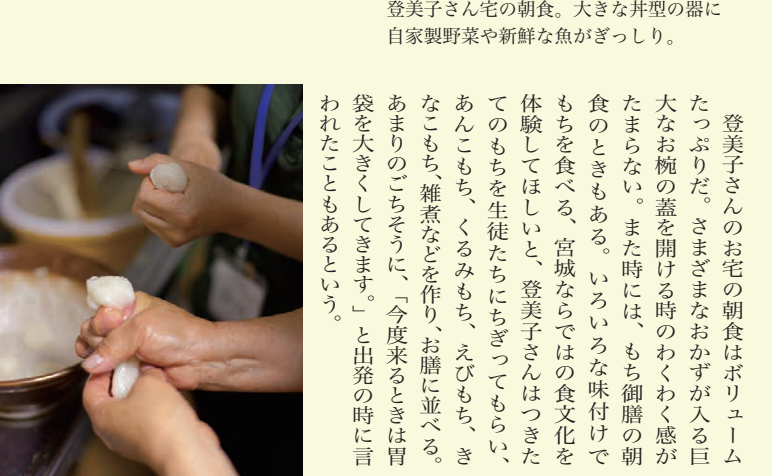 登美子さん宅の朝食。大きな丼型の器に
自家製野菜や新鮮な魚がぎっしり。
登美子さんのお宅の朝食はボリューム
たっぷりだ。さまざまなおかずが入る巨
大なお椀の蓋を開ける時のわくわく感が
たまらない。また時には、もち御膳の朝
食のときもある。いろいろな味付けで
もちを食べる、宮城ならではの食文化を
体験してほしいと、登美子さんはつきた
てのもちを生徒たちにちぎってもらい、
あんこもち、くるみもち、えびもち、き
なこもち、雑煮などを作り、お膳に並べる。
あまりのごちそうに、「今度来るときは胃
袋を大きくしてきます。」と出発の時に言
われたこともあるという。